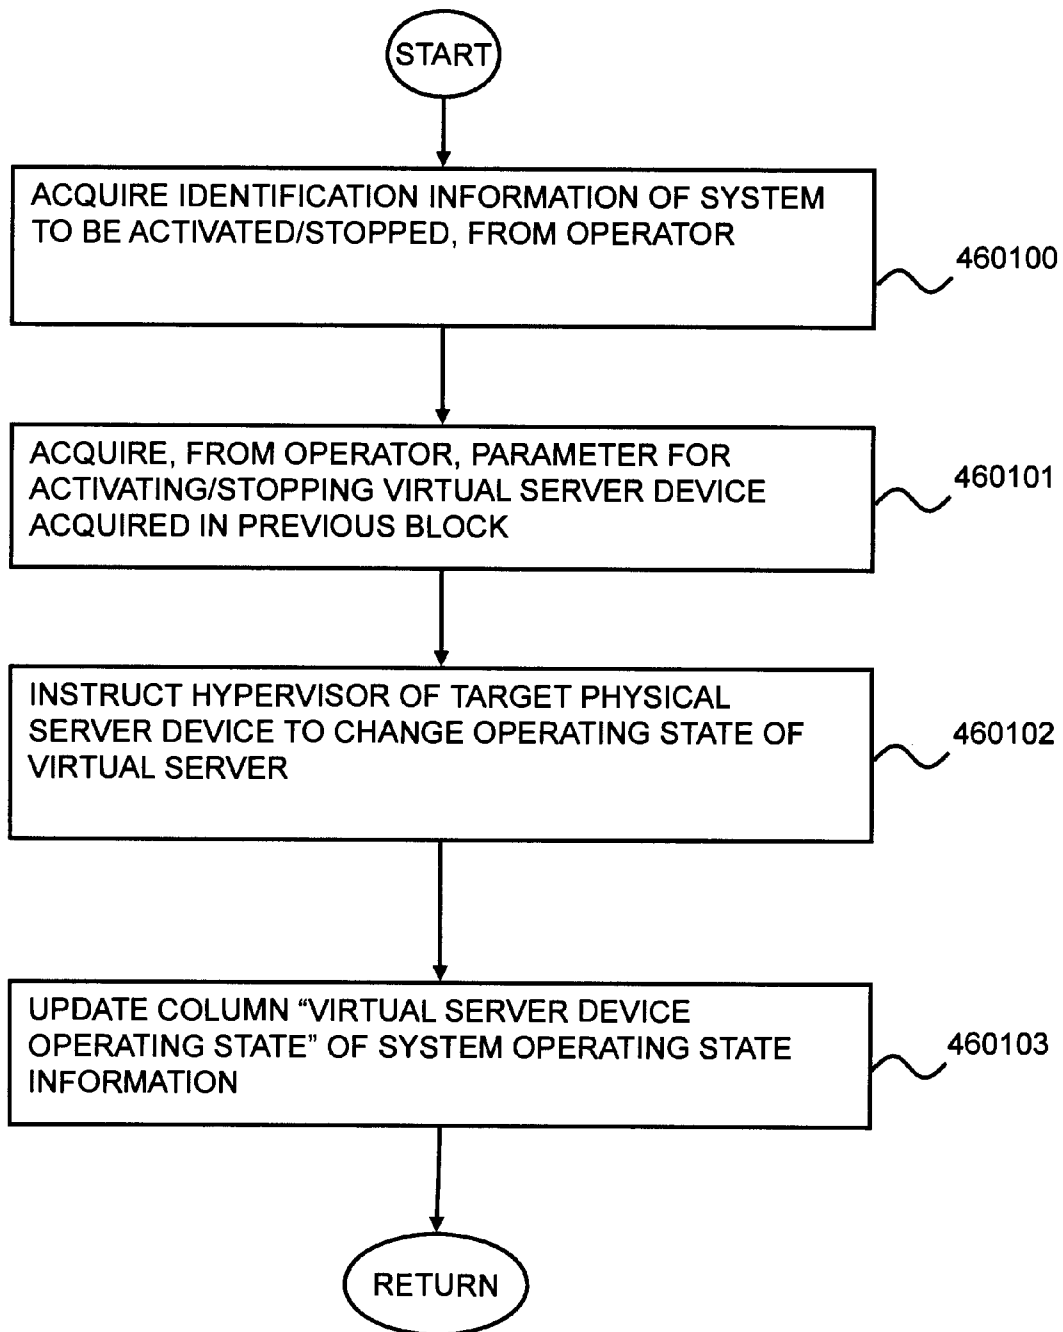 START
ACQUIRE IDENTIFICATION INFORMATION OF SYSTEM
TO BE ACTIVATED/STOPPED, FROM OPERATOR
460100
ACQUIRE, FROM OPERATOR, PARAMETER FOR
ACTIVATING/STOPPING VIRTUAL SERVER DEVICE
ACQUIRED IN PREVIOUS BLOCK
460101
INSTRUCT HYPERVISOR OF TARGET PHYSICAL
SERVER DEVICE TO CHANGE OPERATING STATE OF
VIRTUAL SERVER
460102
UPDATE COLUMN “VIRTUAL SERVER DEVICE
OPERATING STATE” OF SYSTEM OPERATING STATE
INFORMATION
460103
RETURN